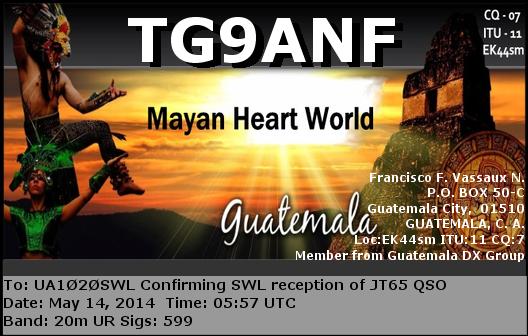 TG9ANF
CQ - 07
ITU - 11
EK44sm
Mayan Heart World
Guatemala
Francisco F. Vassaux N.
P.O. BOX 50-C
Guatemala City, 01510
GUATEMALA, C. A.
Loc:EK44sm ITU:11 CQ:7
Member from Guatemala DX Group
To: UA1Ø2ØSWL Confirming SWL reception of JT65 QSO
Date: May 14, 2014 Time: 05:57 UTC
Band: 20m UR Sigs: 599